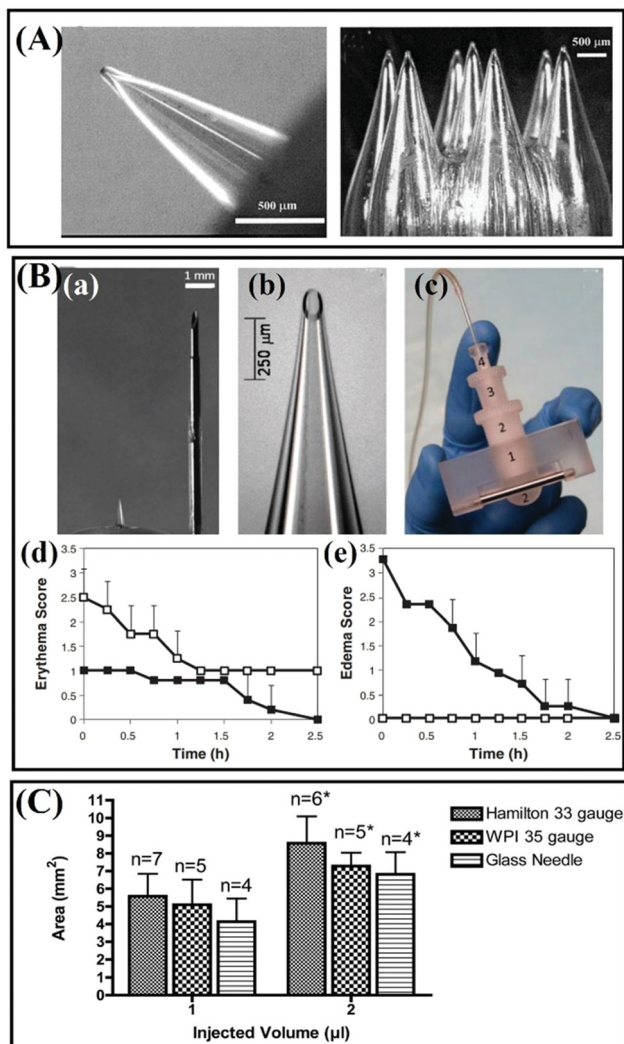 (A)
500 μm
500 μm
(B)
(a)
1 mm
(b)
250 μm
(c)
4
3
2
1
2
(d)
3.5
3
2.5
2
1.5
1
0.5
0
Erythema Score
0 0.5 1 1.5 2 2.5
Time (h)
(e)
3.5
3
2.5
2
1.5
1
0.5
0
Edema Score
0 0.5 1 1.5 2 2.5
Time (h)
(C)
11
10
9
8
7
6
5
4
3
2
1
0
Area (mm²)
n=7
n=5
n=4
n=6*
n=5*
n=4*
1 2
Injected Volume (μl)
Hamilton 33 gauge
WPI 35 gauge
Glass Needle